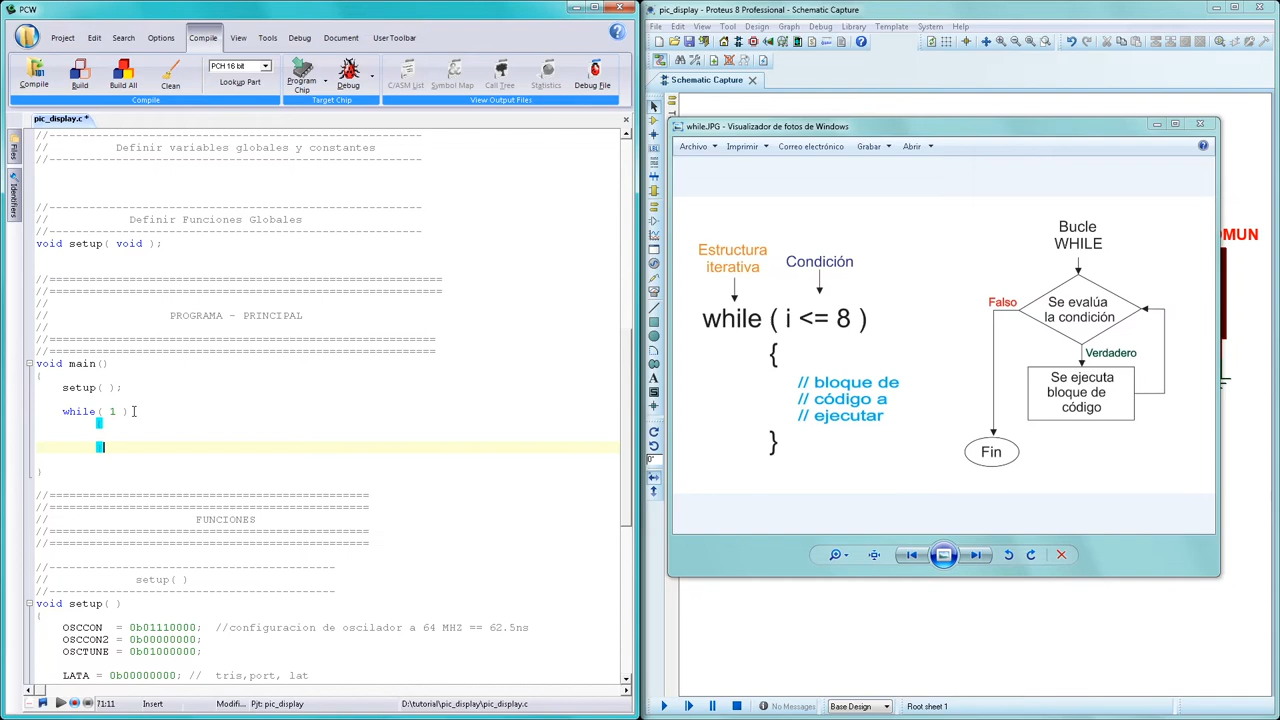 PCW
Project Edit Search Options Compile View Tools Debug Document User Toolbar
Compile Build Build All Clean
PCH 16 bit
Lookup Part
Program Chip Debug
C/ASM List Symbol Map Call Tree Statistics Debug File
Compile Target Chip View Output Files
pic_display.c *
Files
Identifiers
//----------------------------------------------------------
// Definir variables globales y constantes
//----------------------------------------------------------
//----------------------------------------------------------
// Definir Funciones Globales
//----------------------------------------------------------
void setup( void );
//=============================================================
//=============================================================
//
// PROGRAMA - PRINCIPAL
//
//============================================================
//============================================================
void main()
{
setup( );
while( 1 )
{
}
}
//==================================================
//==================================================
// FUNCIONES
//==================================================
//==================================================
//---------------------------------------------
// setup( )
//---------------------------------------------
void setup( )
{
OSCCON = 0b01110000; //configuracion de oscilador a 64 MHZ == 62.5ns
OSCCON2 = 0b00000000;
OSCTUNE = 0b01000000;
LATA = 0b00000000; // tris,port, lat
71:11 Insert Modifi... Pjt: pic_display D:\tutorial\pic_display\pic_display.c
pic_display - Proteus 8 Professional - Schematic Capture
File Edit View Tool Design Graph Debug Library Template System Help
Schematic Capture
while.JPG - Visualizador de fotos de Windows
Archivo Imprimir Correo electrónico Grabar Abrir
Estructura
iterativa
Condición
while ( i <= 8 )
{
// bloque de
// código a
// ejecutar
}
Bucle
WHILE
Se evalúa
la condición
Falso
Verdadero
Se ejecuta
bloque de
código
Fin
OMUN
0°
No Messages Base Design Root sheet 1